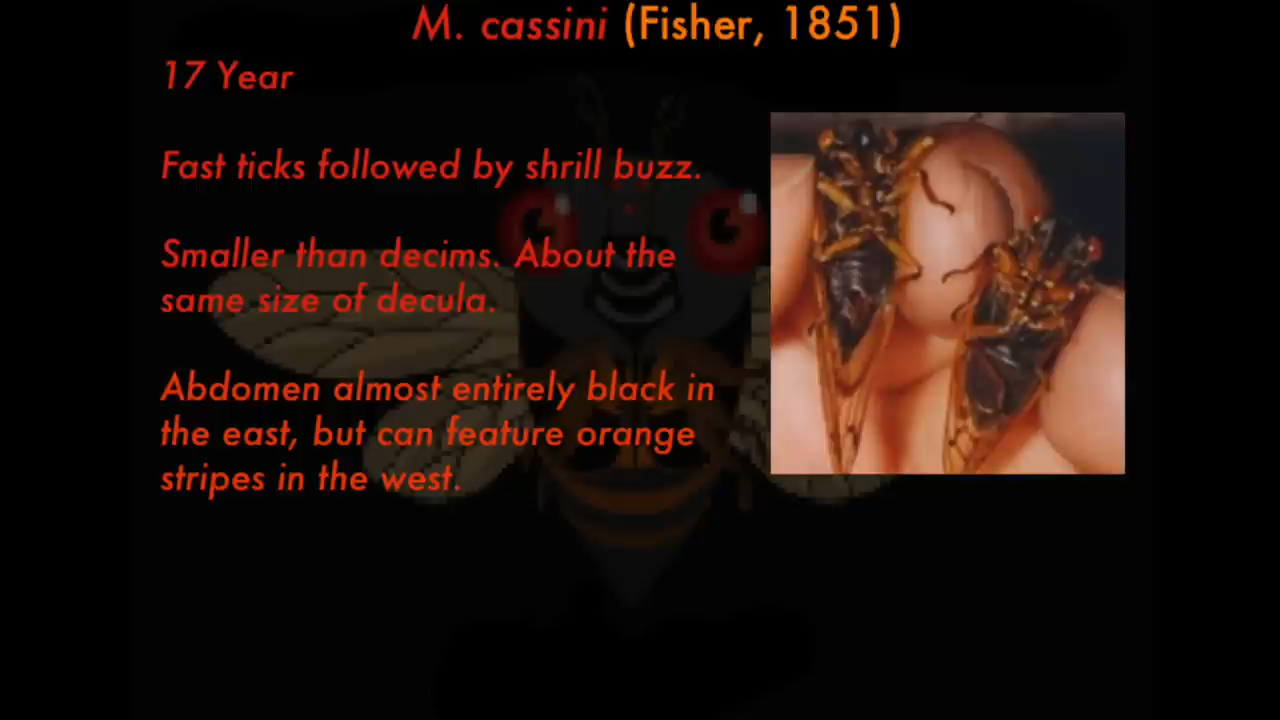 M. cassini (Fisher, 1851)
17 Year
Fast ticks followed by shrill buzz.
Smaller than decims. About the
same size of decula.
Abdomen almost entirely black in
the east, but can feature orange
stripes in the west.